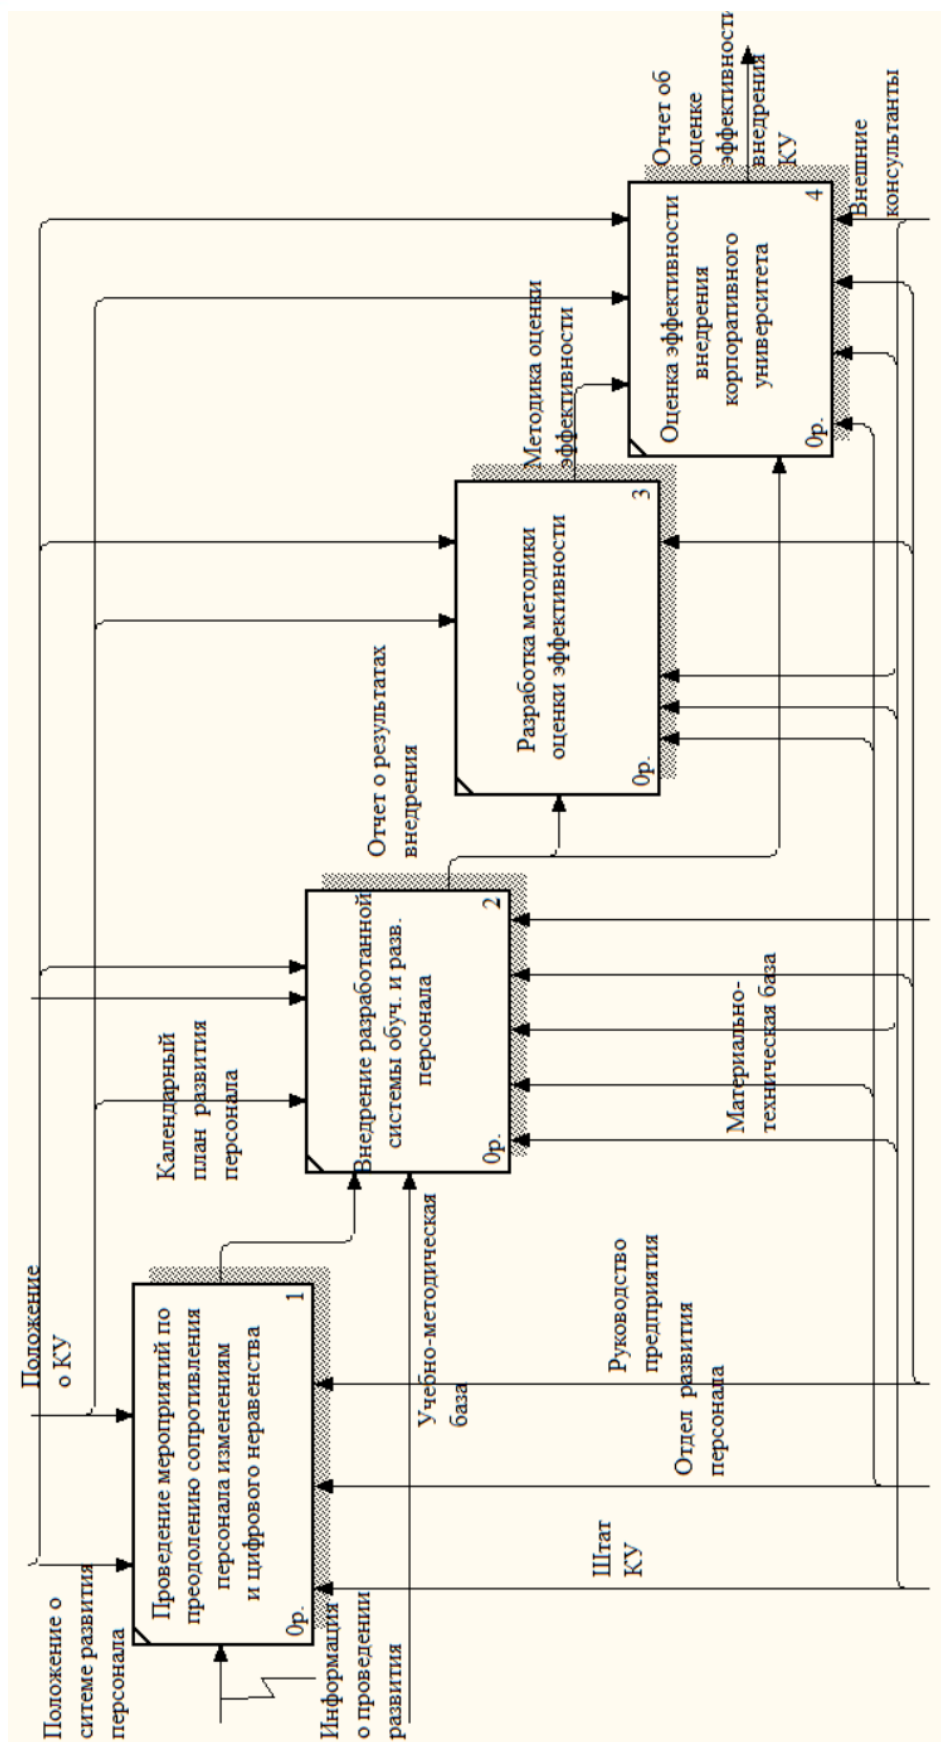 Положение о
ситеме развития
персонала
Положение
о КУ
Календарный
план развития
персонала
Проведение мероприятий по
преодолению сопротивления
персонала изменениям
и цифрового неравенства
0р.
1
Информация
о проведении
развития
Учебно-методическая
база
Внедрение разработанной
системы обуч. и разв.
персонала
0р.
2
Отчет о результатах
внедрения
Разработка методики
оценки эффективности
0р.
3
Методика оценки
эффективности
Оценка эффективности
внедрения
корпоративного
университета
0р.
4
Отчет об
оценке
эффективности
внедрения
КУ
Штат
КУ
Отдел развития
персонала
Руководство
предприятия
Материально-
техническая база
Внешние
консультанты